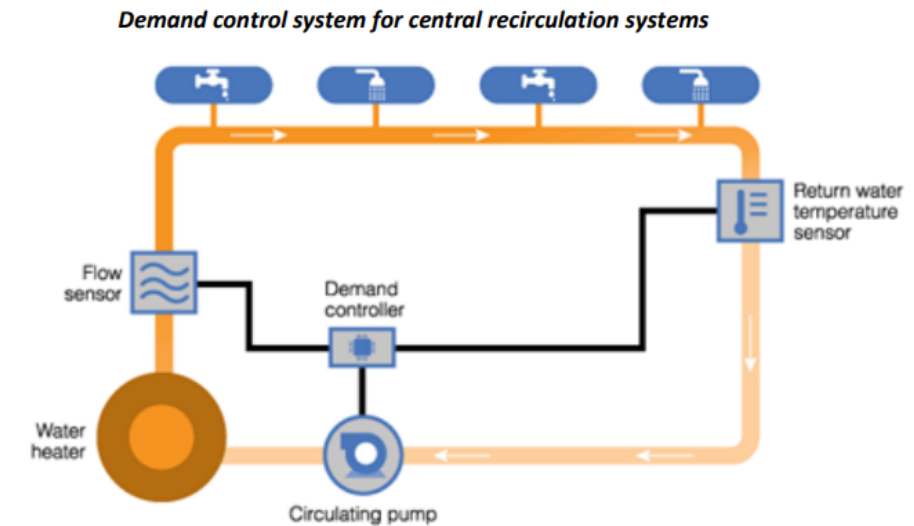 Demand control system for central recirculation systems
Return water
temperature
sensor
Flow
sensor
Demand
controller
Water
heater
Circulating pump